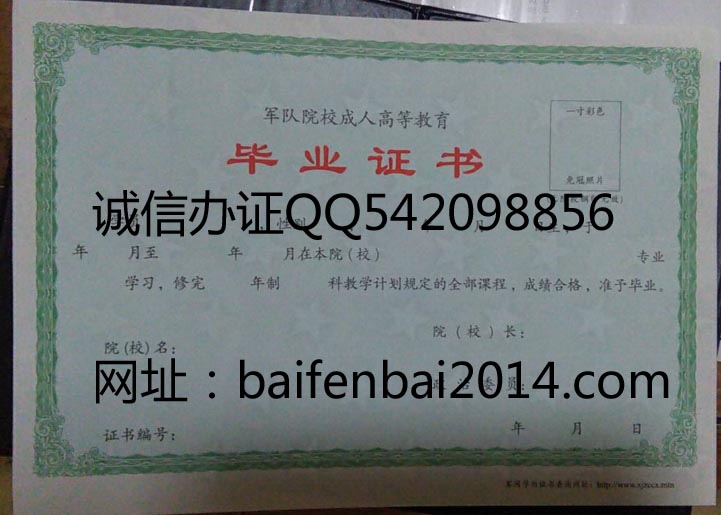 军队院校成人高等教育
一寸彩色
毕业证书
免冠照片
诚信办证QQ542098856
年 月至 年 月在本院(校) 专业
学习,修完 年制 科教学计划规定的全部课程,成绩合格,准予毕业。
院(校)名: 院(校)长:
网址:baifenbai2014.com
证书编号: 年 月 日